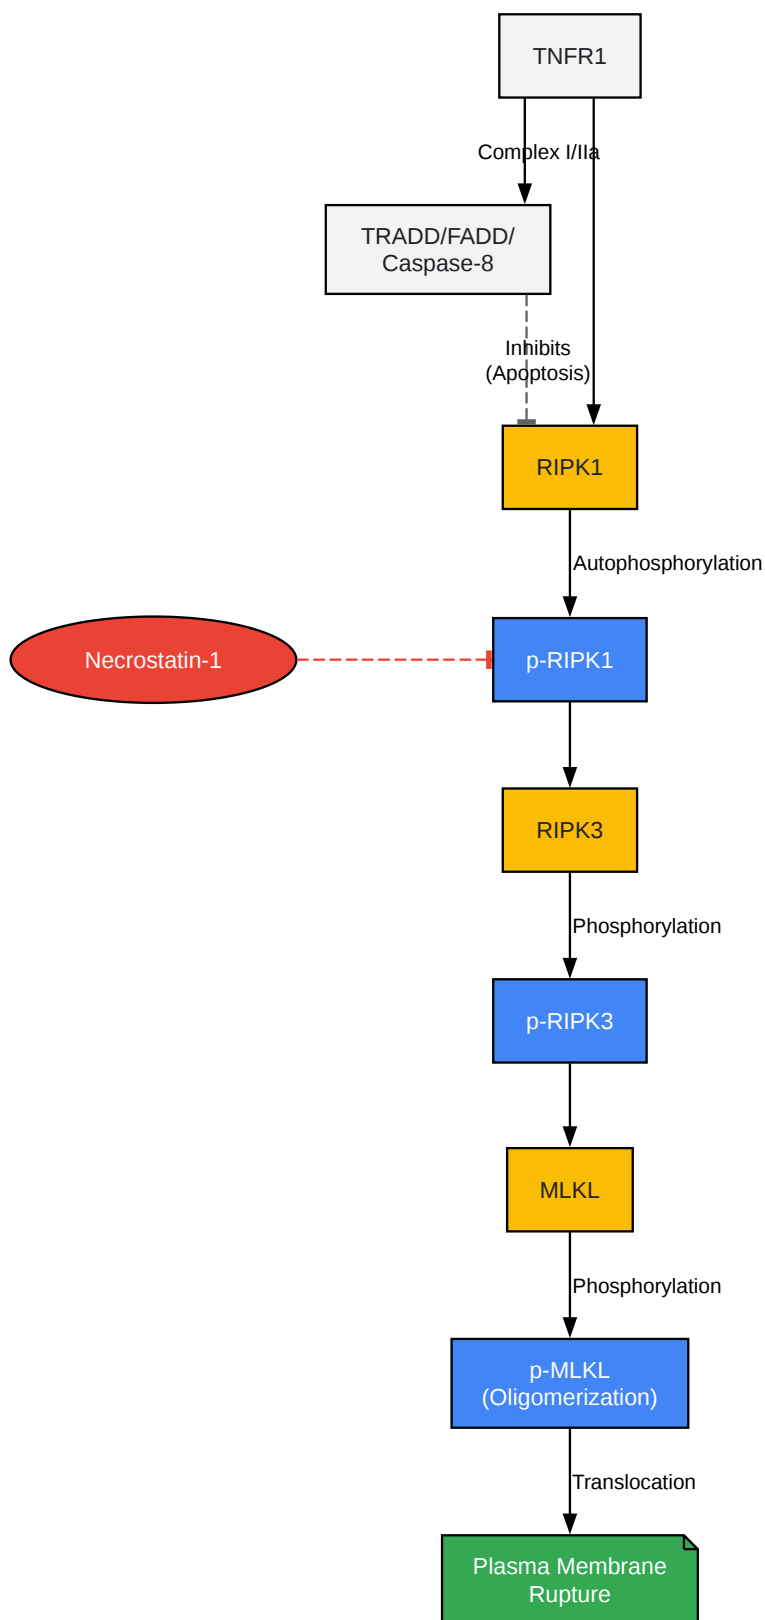 TNFR1
Complex I/IIa
TRADD/FADD/
Caspase-8
Inhibits
(Apoptosis)
RIPK1
Autophosphorylation
Necrostatin-1
p-RIPK1
RIPK3
Phosphorylation
p-RIPK3
MLKL
Phosphorylation
p-MLKL
(Oligomerization)
Translocation
Plasma Membrane
Rupture